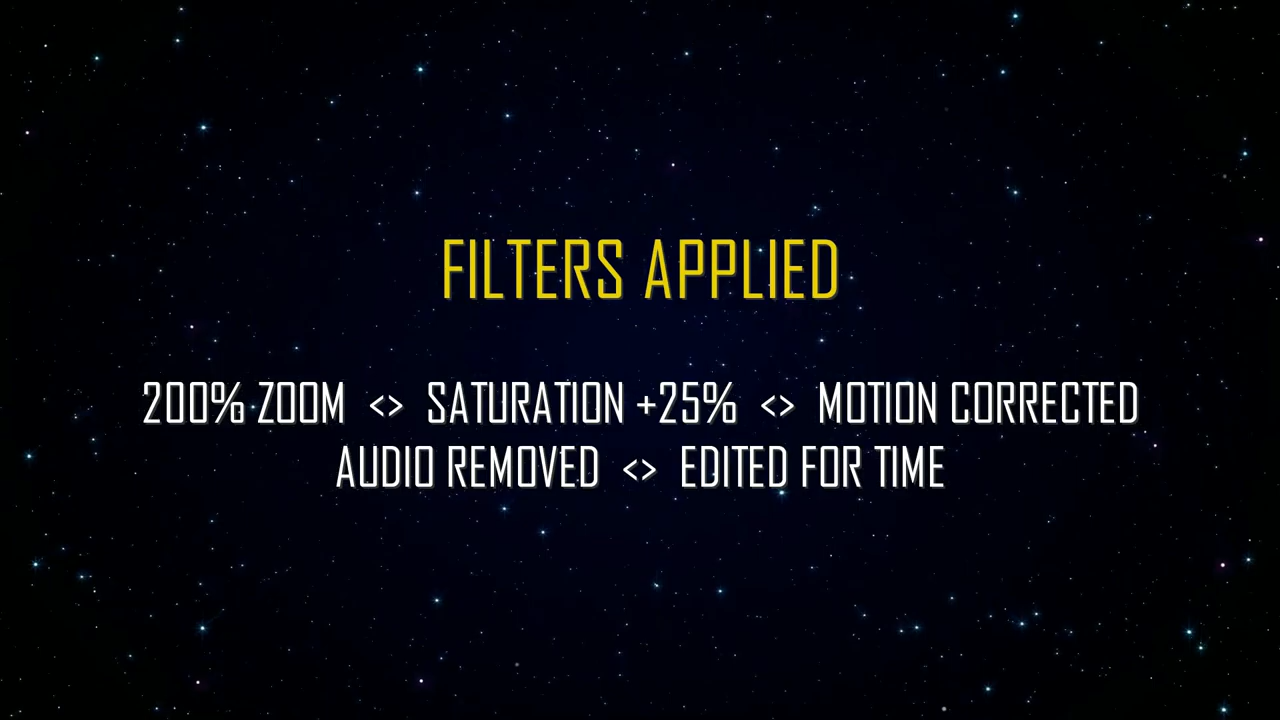 FILTERS APPLIED
200% ZOOM <> SATURATION +25% <> MOTION CORRECTED
AUDIO REMOVED <> EDITED FOR TIME